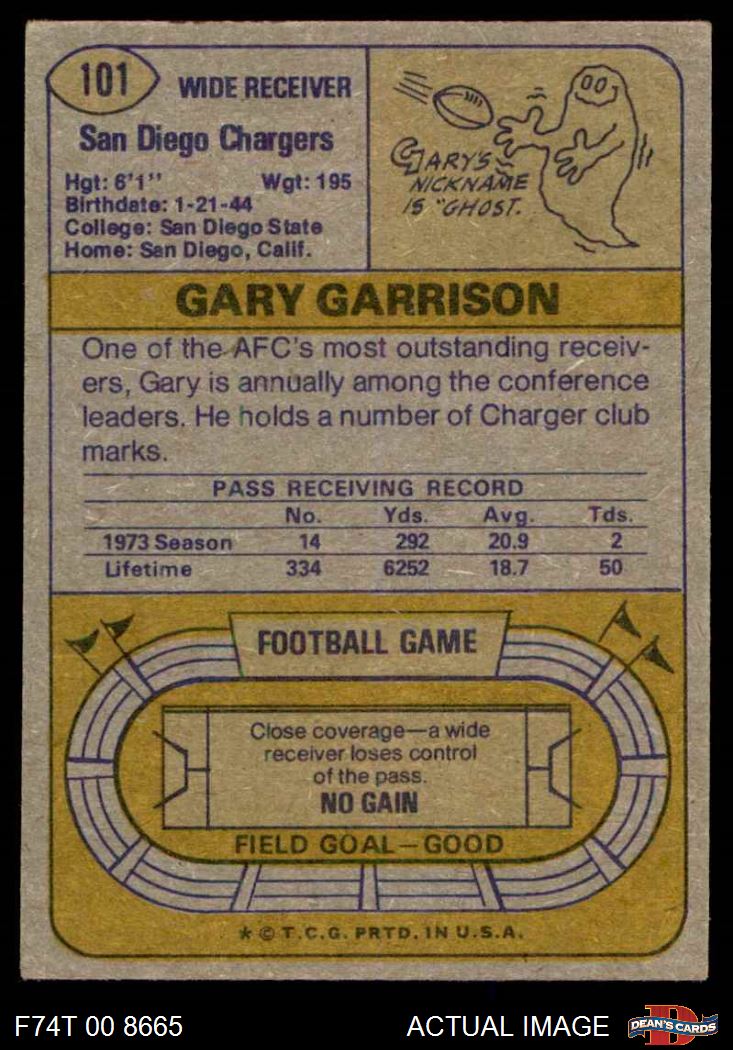 101
WIDE RECEIVER
San Diego Chargers
Hgt: 6'1" Wgt: 195
Birthdate: 1-21-44
College: San Diego State
Home: San Diego, Calif.
GARY'S
NICKNAME
IS "GHOST.
GARY GARRISON
One of the AFC's most outstanding receiv-
ers, Gary is annually among the conference
leaders. He holds a number of Charger club
marks.
PASS RECEIVING RECORD
No. Yds. Avg. Tds.
1973 Season 14 292 20.9 2
Lifetime 334 6252 18.7 50
FOOTBALL GAME
Close coverage—a wide
receiver loses control
of the pass.
NO GAIN
FIELD GOAL—GOOD
* © T.C.G. PRTD. IN U.S.A.
F74T 00 8665 ACTUAL IMAGE
D
DEAN'S CARDS